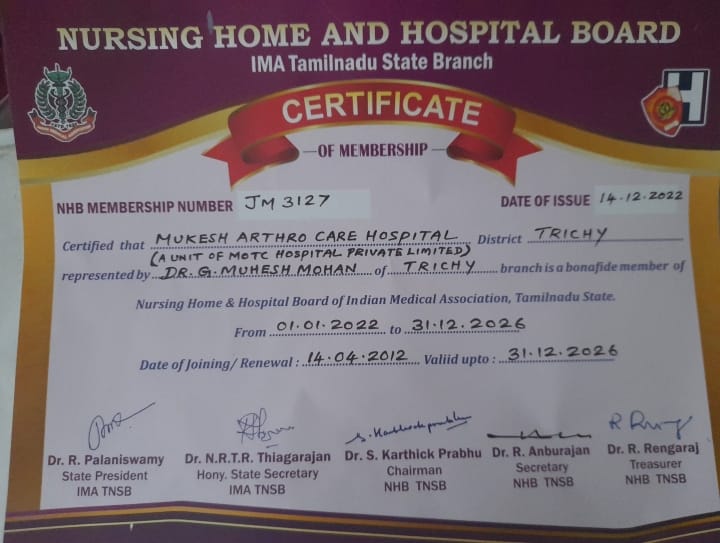 NURSING HOME AND HOSPITAL BOARD
IMA Tamilnadu State Branch
CERTIFICATE
OF MEMBERSHIP
NHB MEMBERSHIP NUMBER JM 3127 DATE OF ISSUE 14.12.2022
Certified that MUKESH ARTHRO CARE HOSPITAL District TRICHY
(A UNIT OF MOTC HOSPITAL PRIVATE LIMITED)
represented by DR. G. MUHESH MOHAN of TRICHY branch is a bonafide member of
Nursing Home & Hospital Board of Indian Medical Association, Tamilnadu State.
From 01.01.2022 to 31.12.2026
Date of Joining/ Renewal : 14.04.2012 Valiid upto : 31.12.2026
S. Karthick prabhu
Dr. R. Palaniswamy Dr. N.R.T.R. Thiagarajan Dr. S. Karthick Prabhu Dr. R. Anburajan Dr. R. Rengaraj
State President Hony. State Secretary Chairman Secretary Treasurer
IMA TNSB IMA TNSB NHB TNSB NHB TNSB NHB TNSB